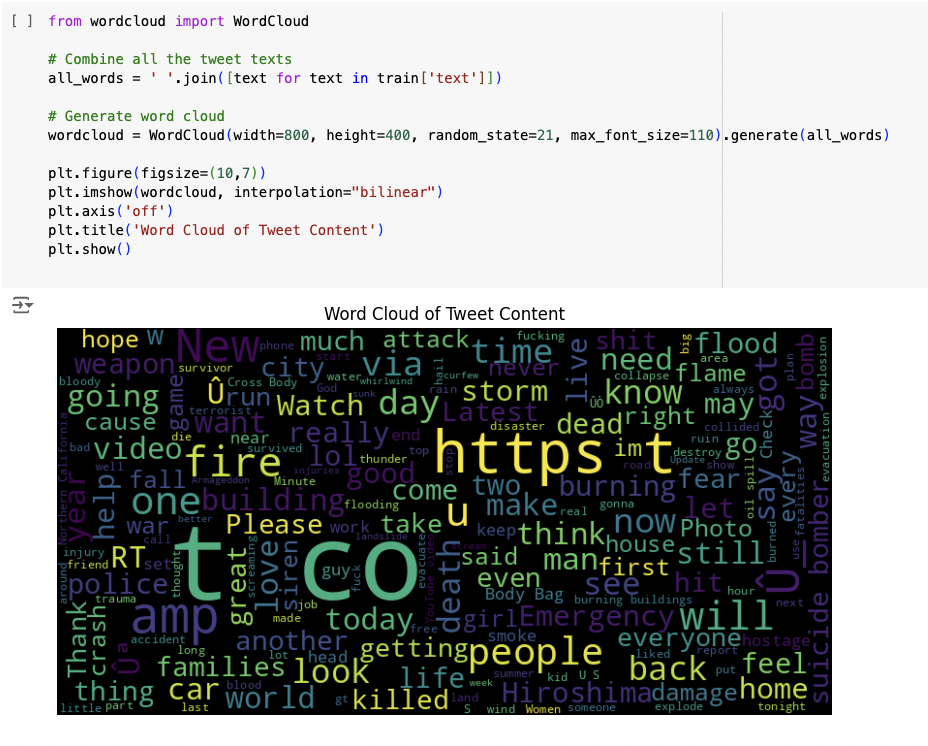 [ ] from wordcloud import WordCloud
# Combine all the tweet texts
all_words = ' '.join([text for text in train['text']])
# Generate word cloud
wordcloud = WordCloud(width=800, height=400, random_state=21, max_font_size=110).generate(all_words)
plt.figure(figsize=(10,7))
plt.imshow(wordcloud, interpolation="bilinear")
plt.axis('off')
plt.title('Word Cloud of Tweet Content')
plt.show()
Word Cloud of Tweet Content
hope W New phone much attack fucking live shit big flood
weapon survivor city start via time never need area plan bomb
bloody Cross Body water whirlwind hail curfew collapse flame got explosion
going game Û run God sunk rain storm ÛÒ know always may way
cause terrorist want Watch day Latest dead right collided
Northern California near really end disaster im ruin go Check
bad video die survived lol thunder top https t destroy evacuation
well fire good stop road Update show say every
year help fall Armageddon Minute injuries come two burning fear oil spill fatalities
one building flooding u make real gonna let
war better Please work take keep think now Photo bomber
injury call RT landslide said man house still burned use
friend set thought t co guy evacuate YouTube even first
around police great screaming love siren fuck death see hit Û_ hour
trauma amp job Body Bag burning buildings next
Thank crash made today free girl Emergency will suicide
accident another smoke everyone hostage
Û a long lot head getting people liked report
families look life summer kid U S back put feel
thing car blood world gt killed week land Hiroshima damage home
little part last S wind Women someone explode tonight